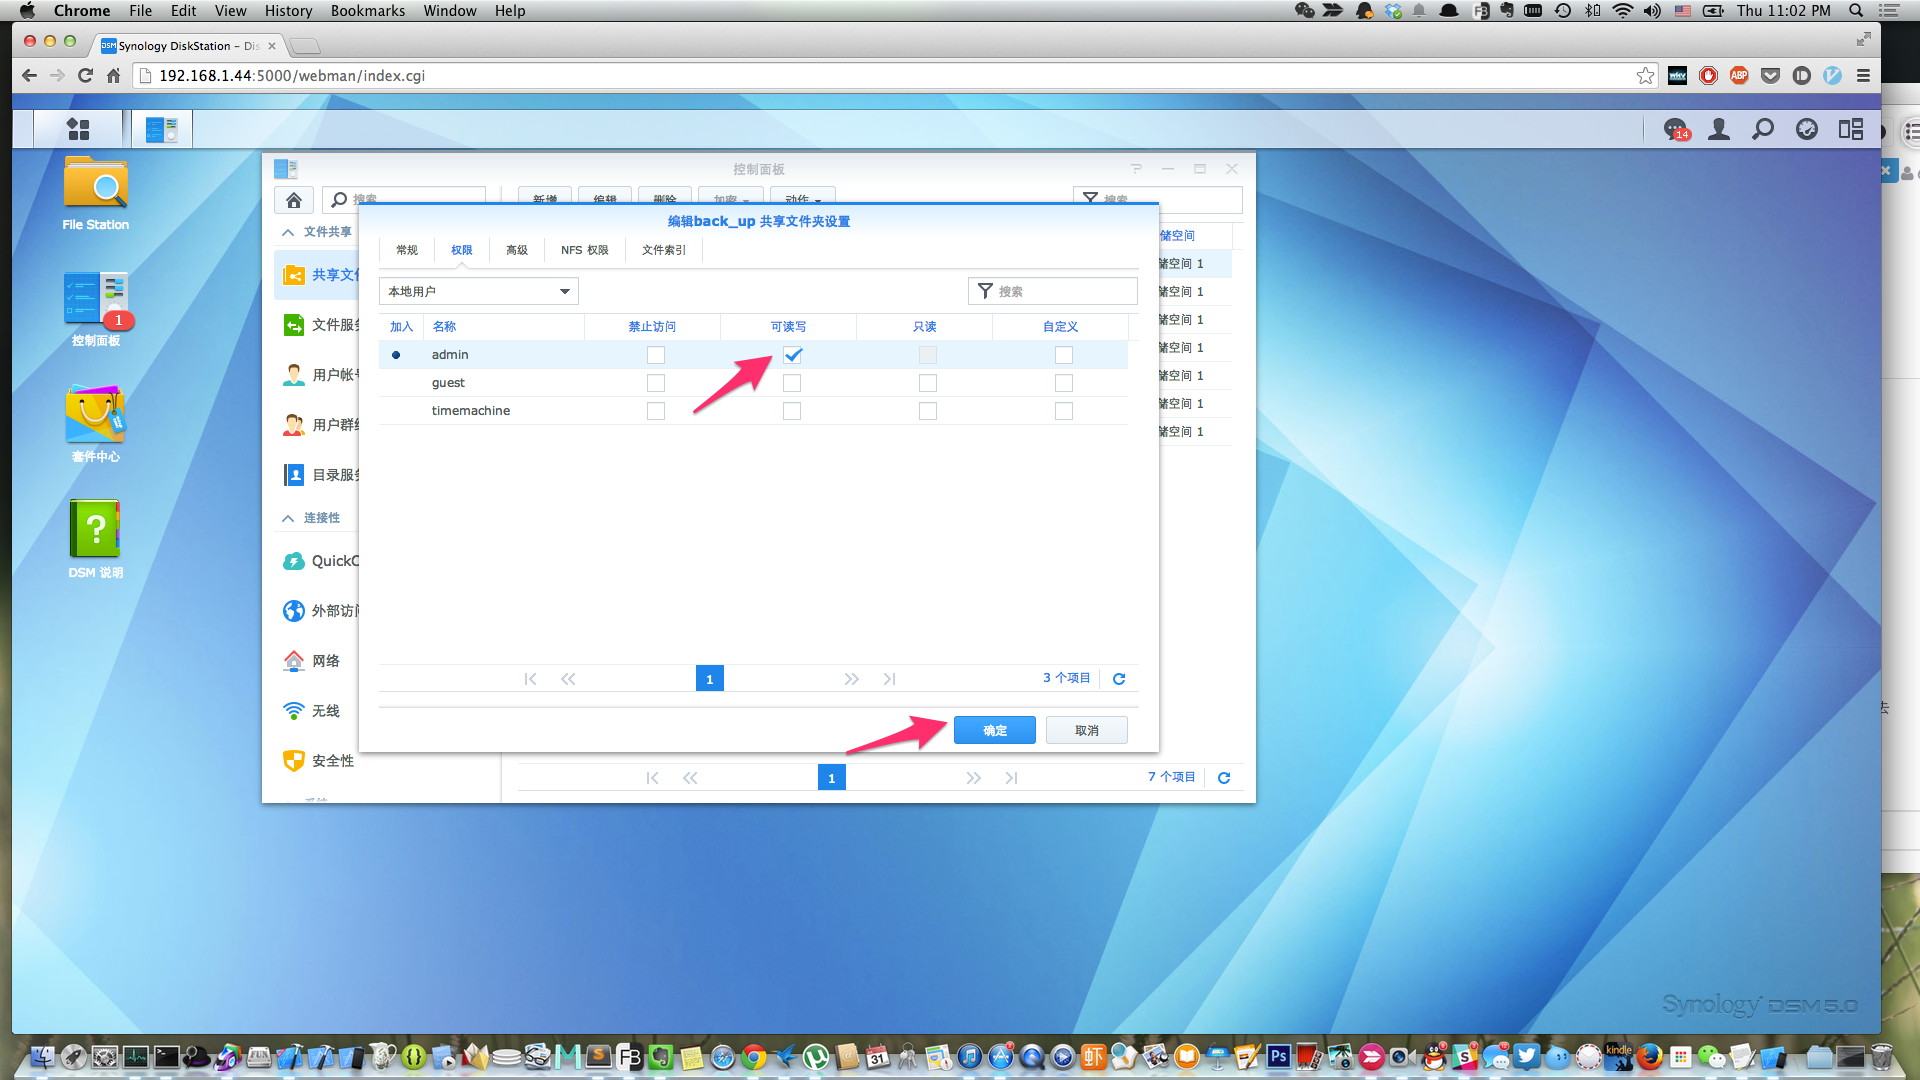 Chrome File Edit View History Bookmarks Window Help
Thu 11:02 PM
Synology DiskStation – Dis
192.168.1.44:5000/webman/index.cgi
ABP
14
File Station
控制面板
1
套件中心
DSM 说明
控制面板
搜索
新增 编辑 删除 加密 动作
搜索
文件共享
共享文件
文件服务
用户帐号
用户群组
目录服务
连接性
外部访问
网络
无线
安全性
编辑back_up 共享文件夹设置
常规 权限 高级 NFS 权限 文件索引
本地用户
搜索
加入 名称 禁止访问 可读写 只读 自定义
admin
guest
timemachine
1
3 个项目
确定 取消
储空间
储空间 1
储空间 1
储空间 1
储空间 1
储空间 1
储空间 1
储空间 1
1
7 个项目
去
Synology DSM 5.0